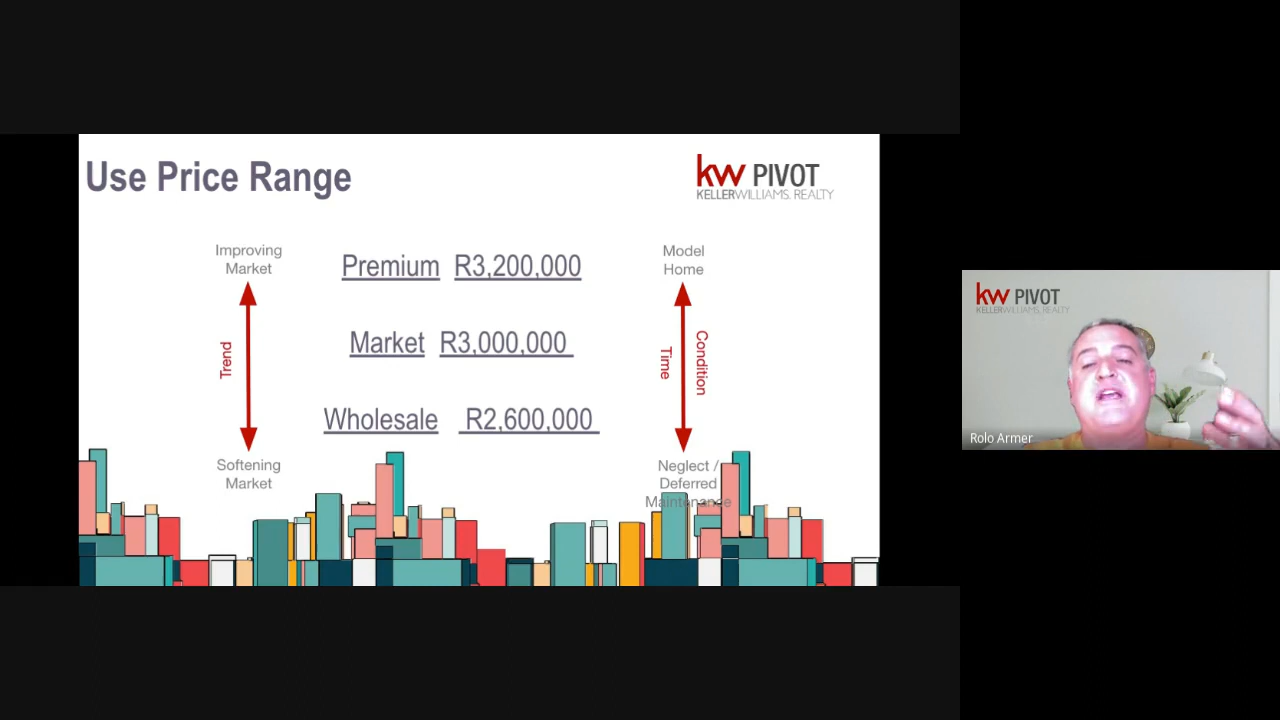 Use Price Range
kw PIVOT
KELLERWILLIAMS. REALTY
Improving
Market
Trend
Softening
Market
Premium R3,200,000
Market R3,000,000
Wholesale R2,600,000
Model
Home
Time
Condition
Neglect /
Deferred
Maintenance
kw PIVOT
KELLERWILLIAMS. REALTY
Rolo Armer